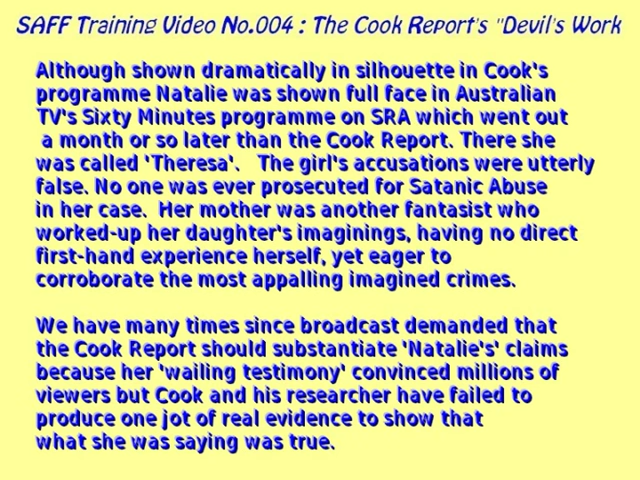 SAFF Training Video No.004 : The Cook Report's "Devil's Work
Although shown dramatically in silhouette in Cook's
programme Natalie was shown full face in Australian
TV's Sixty Minutes programme on SRA which went out
a month or so later than the Cook Report. There she
was called 'Theresa'. The girl's accusations were utterly
false. No one was ever prosecuted for Satanic Abuse
in her case. Her mother was another fantasist who
worked-up her daughter's imaginings, having no direct
first-hand experience herself, yet eager to
corroborate the most appalling imagined crimes.
We have many times since broadcast demanded that
the Cook Report should substantiate 'Natalie's' claims
because her 'wailing testimony' convinced millions of
viewers but Cook and his researcher have failed to
produce one jot of real evidence to show that
what she was saying was true.